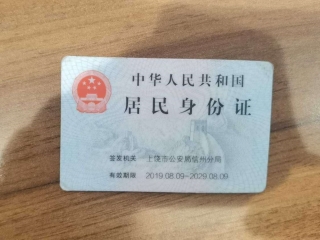 中华人民共和国
居民身份证
签发机关 上饶市公安局信州分局
有效期限 2019.08.09-2029.08.09